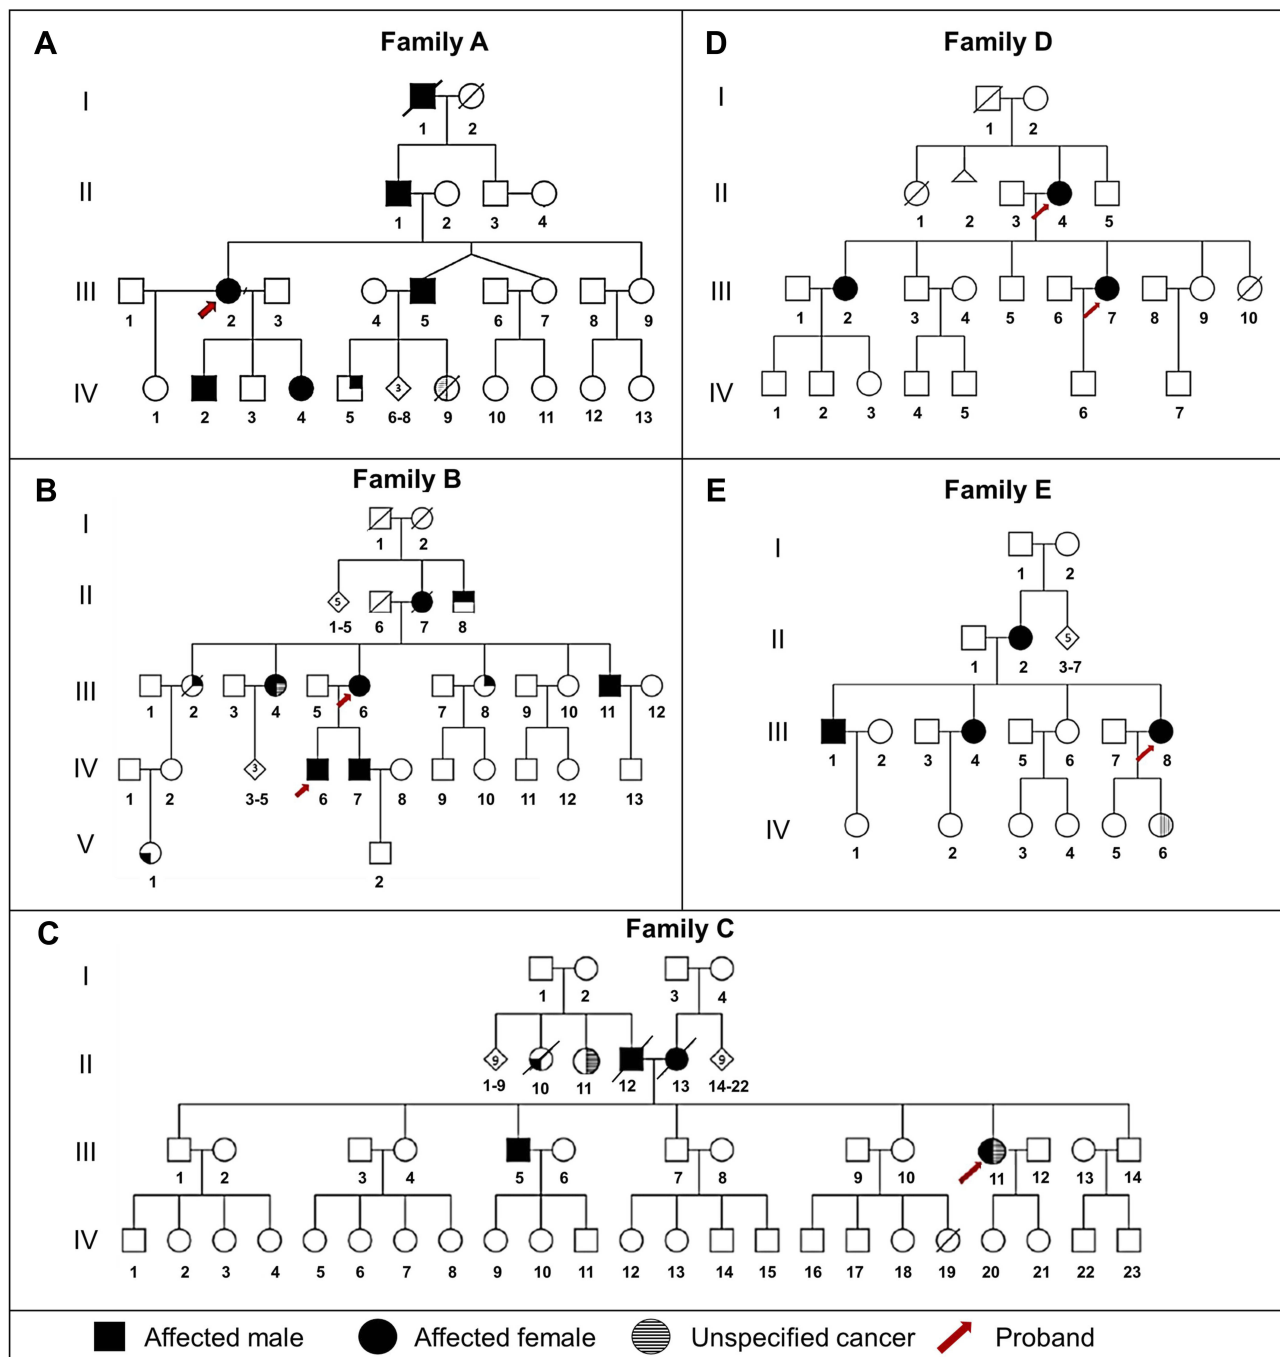 A Family A
I
1 2
II
1 2 3 4
III
1 2 3 4 5 6 7 8 9
3
IV
1 2 3 4 5 6-8 9 10 11 12 13
D Family D
I
1 2
II
1 2 3 4 5
III
1 2 3 4 5 6 7 8 9 10
IV
1 2 3 4 5 6 7
B Family B
I
1 2
5
II
1-5 6 7 8
III
1 2 3 4 5 6 7 8 9 10 11 12
3
IV
1 2 3-5 6 7 8 9 10 11 12 13
V
1 2
E Family E
I
1 2
5
II
1 2 3-7
III
1 2 3 4 5 6 7 8
IV
1 2 3 4 5 6
C Family C
I
1 2 3 4
9 9
II
1-9 10 11 12 13 14-22
III
1 2 3 4 5 6 7 8 9 10 11 12 13 14
IV
1 2 3 4 5 6 7 8 9 10 11 12 13 14 15 16 17 18 19 20 21 22 23
Affected male Affected female Unspecified cancer Proband